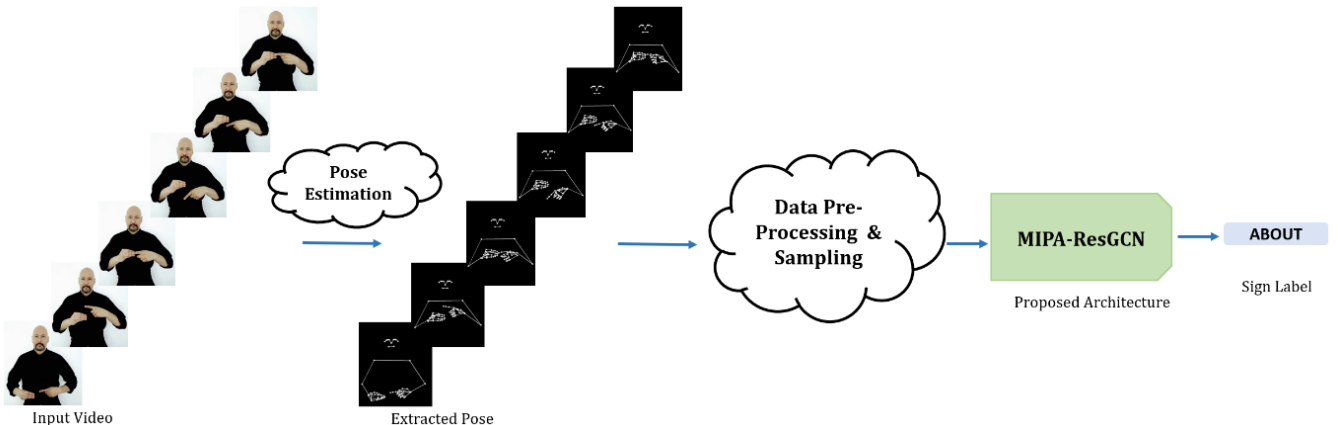 Pose
Estimation
Data Pre-
Processing &
Sampling
MIPA-ResGCN
ABOUT
Proposed Architecture
Sign Label
Input Video
Extracted Pose